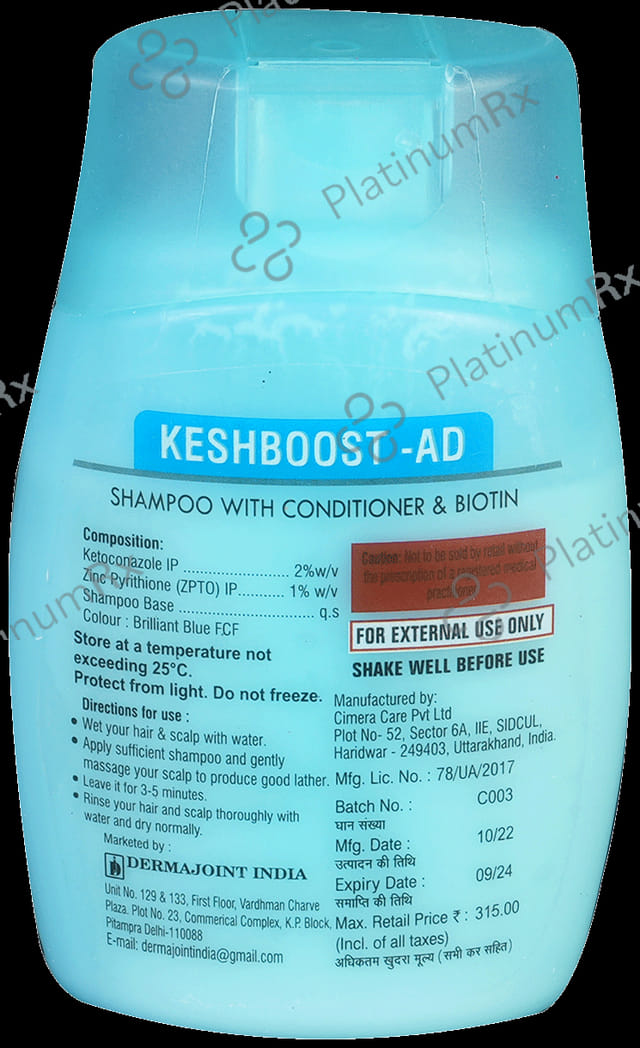 KESHBOOST-AD
SHAMPOO WITH CONDITIONER & BIOTIN
Composition:
Ketoconazole IP ........................ 2%w/v
Zinc Pyrithione (ZPTO) IP.......... 1% w/v
Shampoo Base .............................. q.s
Colour : Brilliant Blue F.CF
Store at a temperature not
exceeding 25°C.
Protect from light. Do not freeze.
Directions for use :
• Wet your hair & scalp with water.
• Apply sufficient shampoo and gently
massage your scalp to produce good lather.
• Leave it for 3-5 minutes.
• Rinse your hair and scalp thoroughly with
water and dry normally.
Marketed by :
DERMAJOINT INDIA
Unit No. 129 & 133, First Floor, Vardhman Charve
Plaza. Plot No. 23, Commerical Complex, K.P. Block,
Pitampra Delhi-110088
E-mail: dermajointindia@gmail.com
Caution: Not to be sold by retail without
the prescription of a registered medical
practitioner
FOR EXTERNAL USE ONLY
SHAKE WELL BEFORE USE
Manufactured by:
Cimera Care Pvt Ltd
Plot No- 52, Sector 6A, IIE, SIDCUL,
Haridwar - 249403, Uttarakhand, India.
Mfg. Lic. No. : 78/UA/2017
Batch No. : C003
घान संख्या
Mfg. Date : 10/22
उत्पादन की तिथि
Expiry Date : 09/24
समाप्ति की तिथि
Max. Retail Price ₹ : 315.00
(Incl. of all taxes)
अधिकतम खुदरा मूल्य (सभी कर सहित)
PlatinumRx
PlatinumRx
PlatinumRx
PlatinumRx